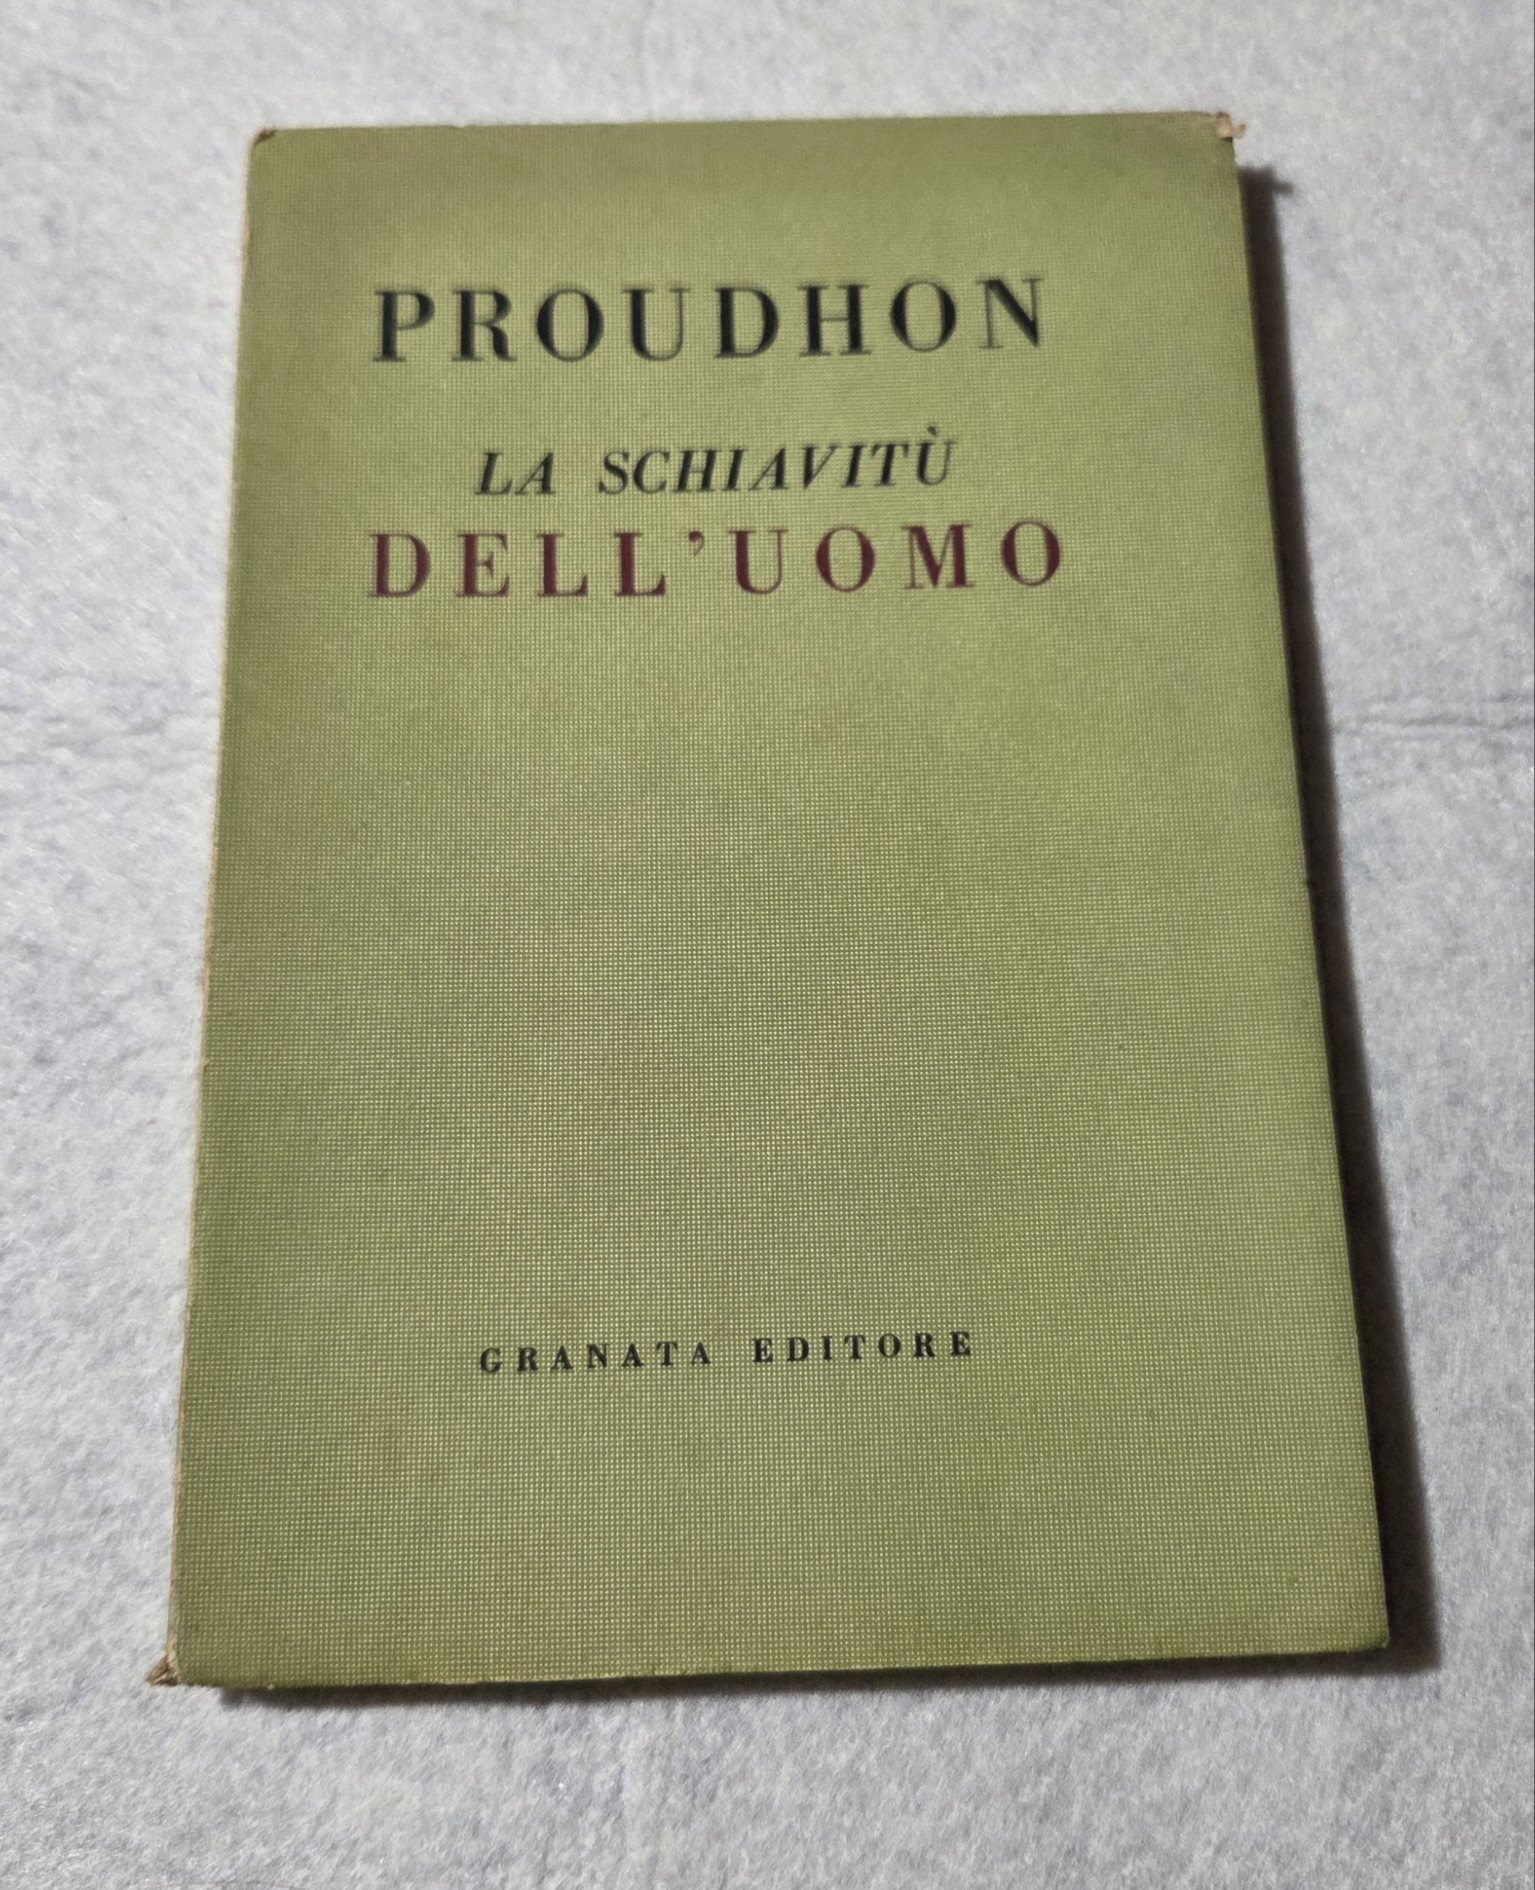 PROUDHON
LA SCHIAVITÙ
DELL'UOMO
GRANATA EDITORE